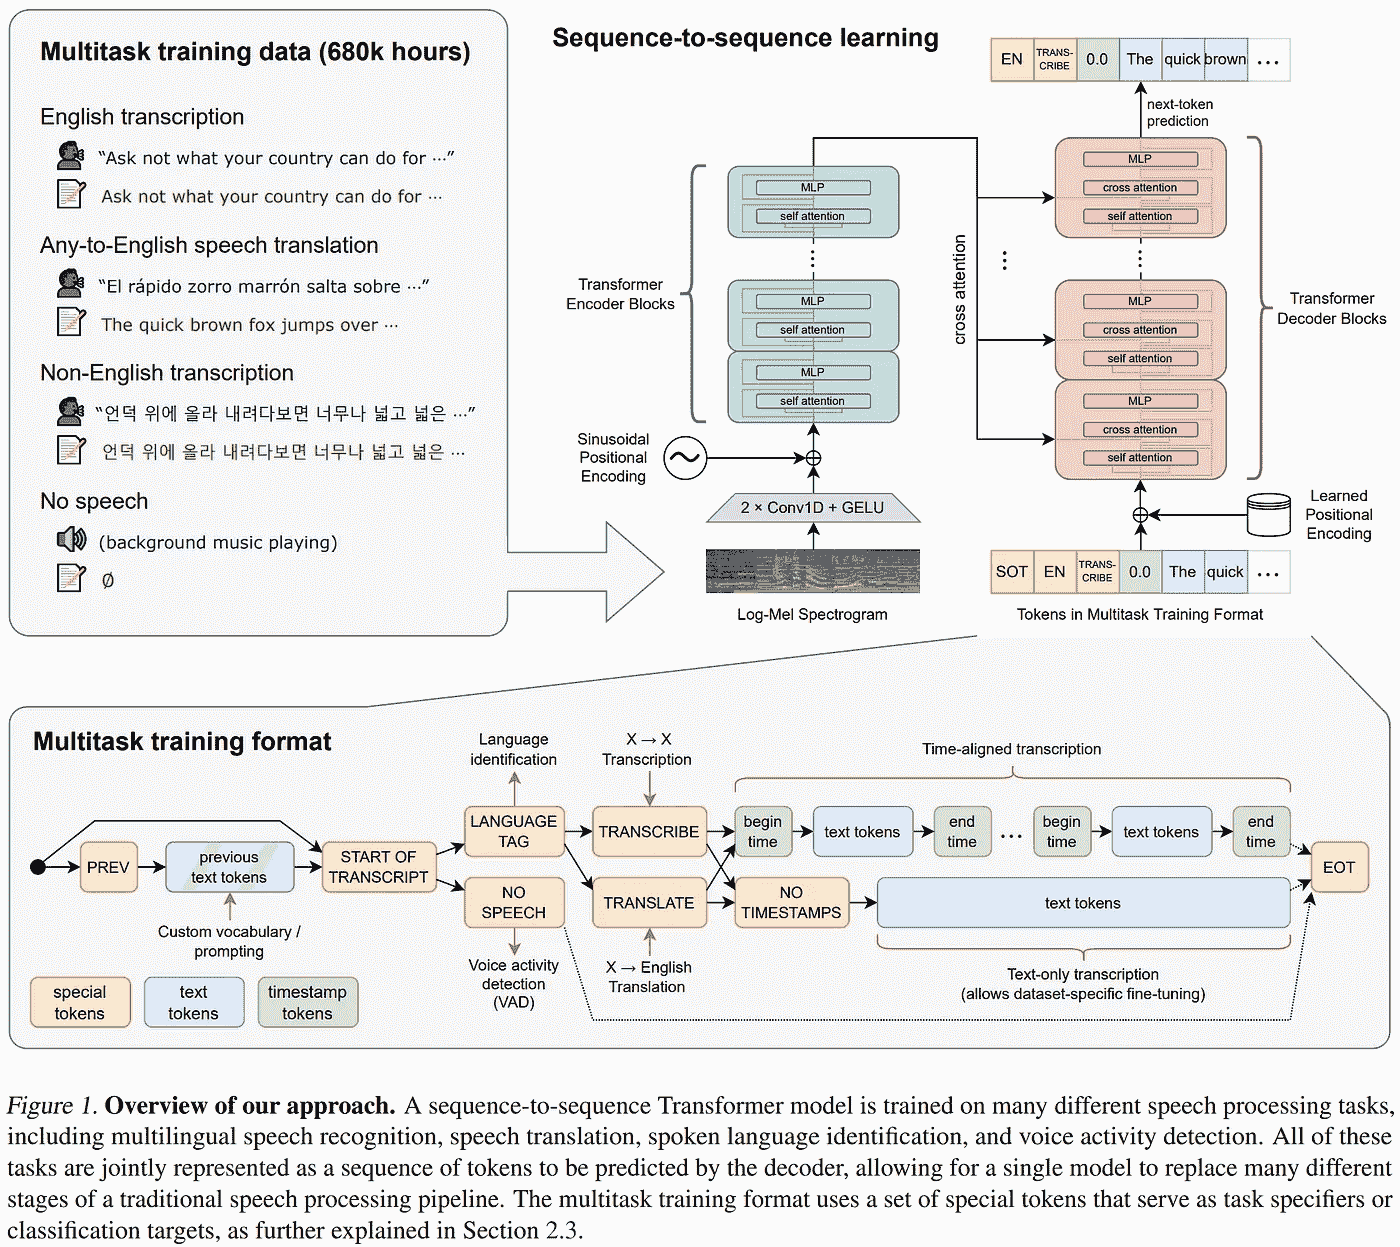 Multitask training data (680k hours)
English transcription
“Ask not what your country can do for ⋯”
Ask not what your country can do for ⋯
Any-to-English speech translation
“El rápido zorro marrón salta sobre ⋯”
The quick brown fox jumps over ⋯
Non-English transcription
“언덕 위에 올라 내려다보면 너무나 넓고 넓은 ⋯”
언덕 위에 올라 내려다보면 너무나 넓고 넓은 ⋯
No speech
(background music playing)
∅
Sequence-to-sequence learning
EN TRANS-CRIBE 0.0 The quick brown ⋯
next-token
prediction
MLP
self attention
MLP
self attention
MLP
self attention
Transformer
Encoder Blocks
cross attention
MLP
cross attention
self attention
MLP
cross attention
self attention
MLP
cross attention
self attention
Transformer
Decoder Blocks
Sinusoidal
Positional
Encoding
2 × Conv1D + GELU
Log-Mel Spectrogram
Learned
Positional
Encoding
SOT EN TRANS-CRIBE 0.0 The quick ⋯
Tokens in Multitask Training Format
Multitask training format
Language
identification
X → X
Transcription
Time-aligned transcription
PREV
previous
text tokens
START OF
TRANSCRIPT
LANGUAGE
TAG
TRANSCRIBE
begin
time
text tokens
end
time
⋯
begin
time
text tokens
end
time
EOT
NO
SPEECH
TRANSLATE
NO
TIMESTAMPS
text tokens
Custom vocabulary /
prompting
Voice activity
detection
(VAD)
X → English
Translation
Text-only transcription
(allows dataset-specific fine-tuning)
special
tokens
text
tokens
timestamp
tokens
Figure 1. Overview of our approach. A sequence-to-sequence Transformer model is trained on many different speech processing tasks,
including multilingual speech recognition, speech translation, spoken language identification, and voice activity detection. All of these
tasks are jointly represented as a sequence of tokens to be predicted by the decoder, allowing for a single model to replace many different
stages of a traditional speech processing pipeline. The multitask training format uses a set of special tokens that serve as task specifiers or
classification targets, as further explained in Section 2.3.